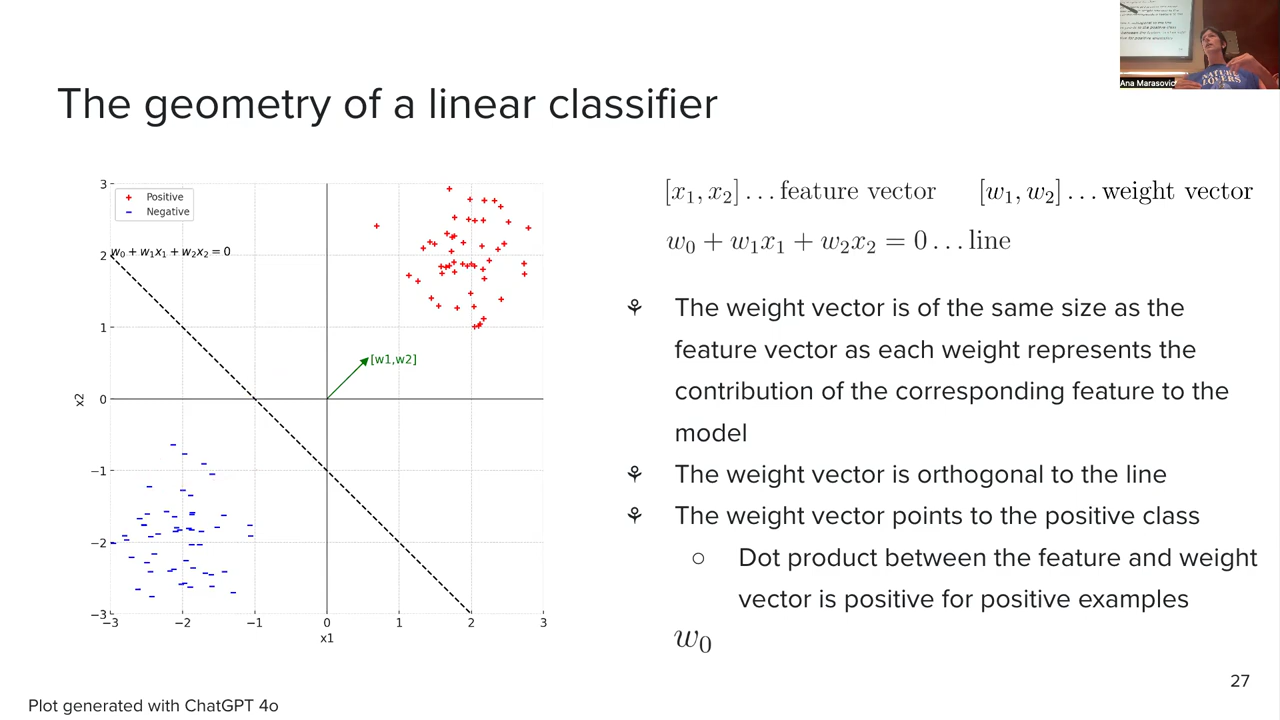 Ana Marasović
NATURE
LOVERS
The geometry of a linear classifier
Positive
Negative
w₀ + w₁x₁ + w₂x₂ = 0
[w1,w2]
3
2
1
0
−1
−2
−3
x2
−3 −2 −1 0 1 2 3
x1
[x₁, x₂] … feature vector [w₁, w₂] … weight vector
w₀ + w₁x₁ + w₂x₂ = 0 … line
The weight vector is of the same size as the
feature vector as each weight represents the
contribution of the corresponding feature to the
model
The weight vector is orthogonal to the line
The weight vector points to the positive class
○ Dot product between the feature and weight
vector is positive for positive examples
w₀
27
Plot generated with ChatGPT 4o